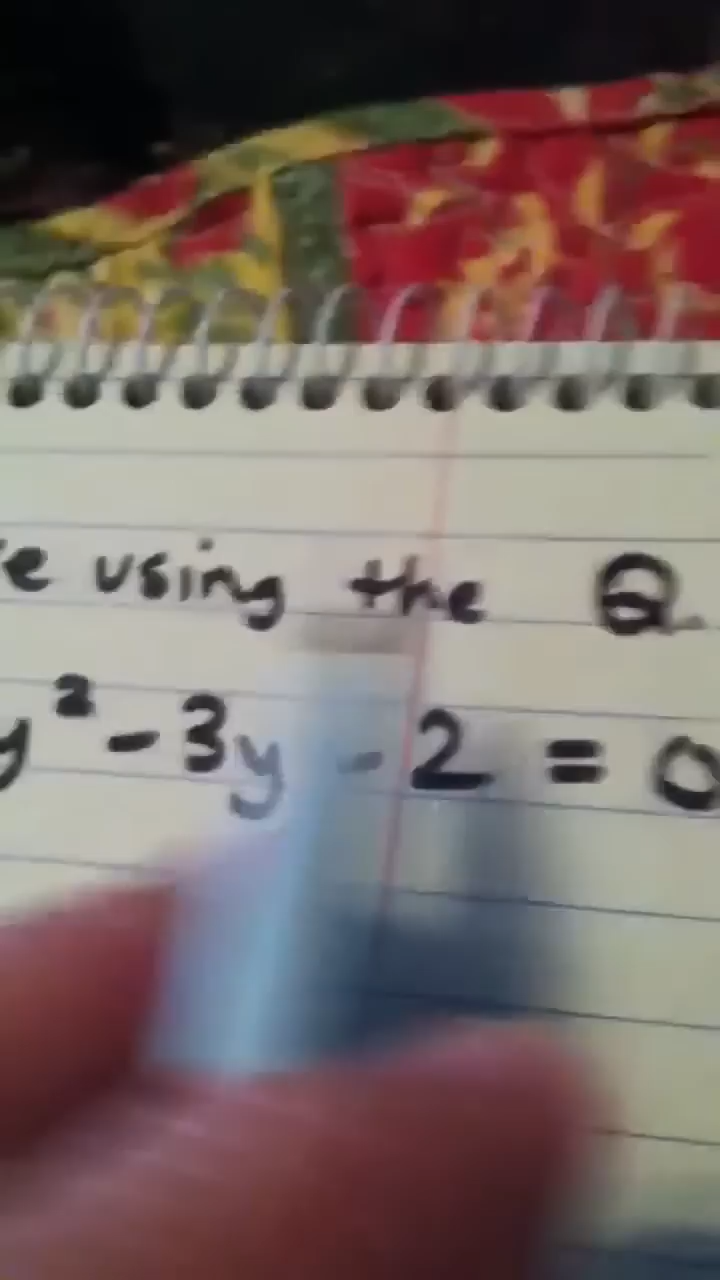 using the Q.
y² - 3y - 2 = 0